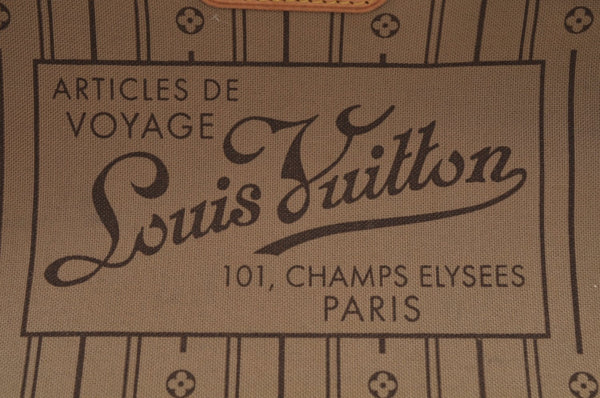 ARTICLES DE
VOYAGE
Louis Vuitton
101, CHAMPS ELYSEES
PARIS